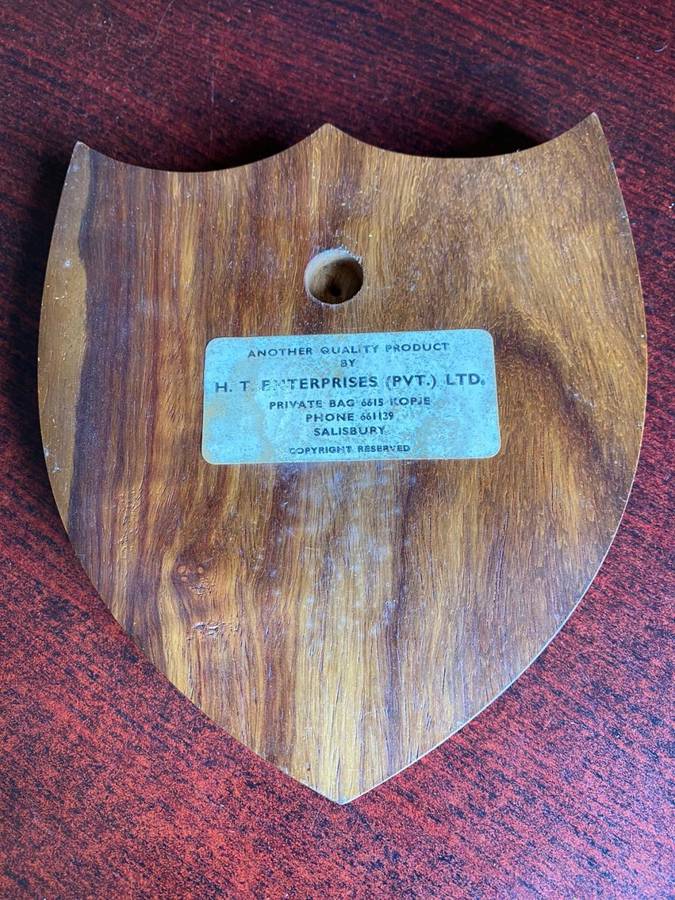 ANOTHER QUALITY PRODUCT
BY
H. T. ENTERPRISES (PVT.) LTD.
PRIVATE BAG 6615 KOPJE
PHONE 661139
SALISBURY
COPYRIGHT RESERVED